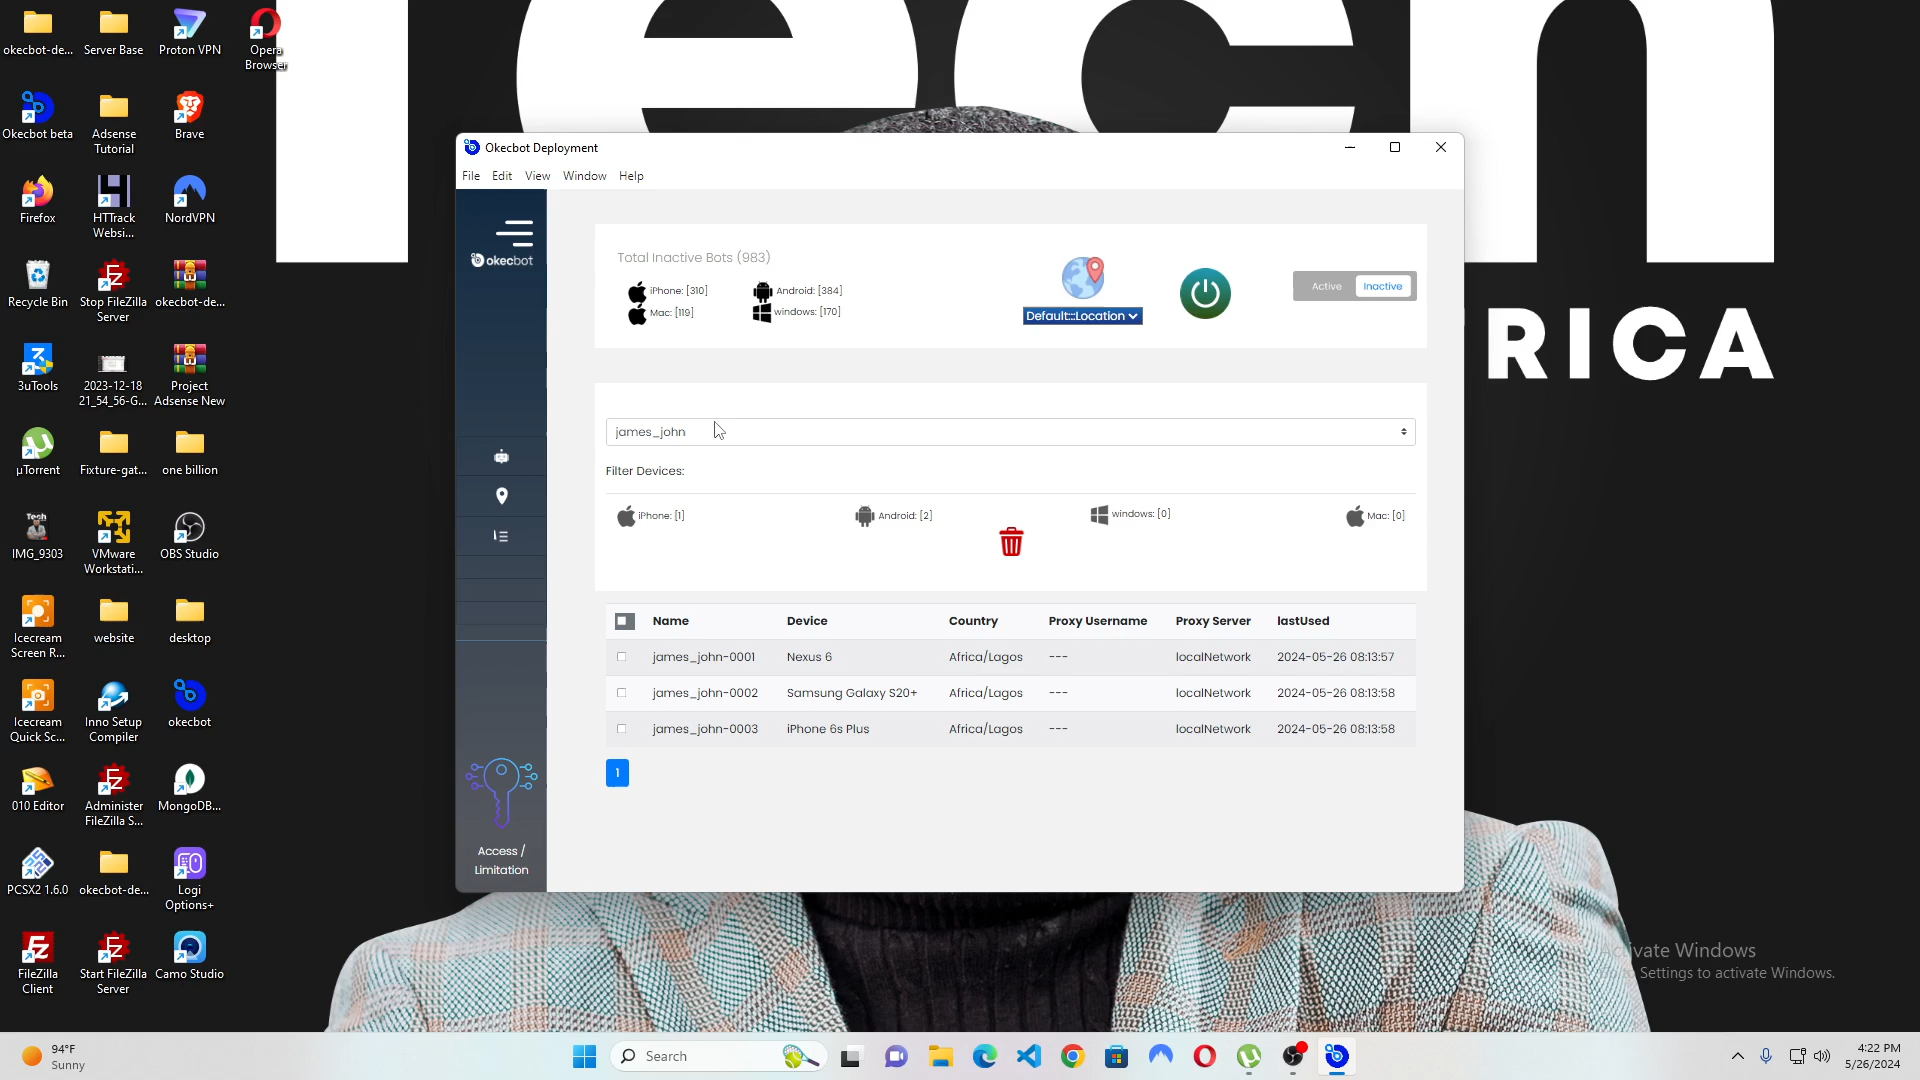 Tech
RICA
okecbot-de...
Server Base
Proton VPN
Opera
Browser
Okecbot beta
Adsense
Tutorial
Brave
Firefox
HTTrack
Websi...
NordVPN
Recycle Bin
Stop FileZilla
Server
okecbot-de...
3uTools
2023-12-18
21_54_56-G...
Project
Adsense New
µTorrent
Fixture-gat...
one billion
IMG_9303
VMware
Workstati...
OBS Studio
Icecream
Screen R...
website
desktop
Icecream
Quick Sc...
Inno Setup
Compiler
okecbot
010 Editor
Administer
FileZilla S...
MongoDB...
PCSX2 1.6.0
okecbot-de...
Logi
Options+
FileZilla
Client
Start FileZilla
Server
Camo Studio
Okecbot Deployment
File Edit View Window Help
okecbot
Access /
Limitation
Total Inactive Bots (983)
iPhone: [310]
Android: [384]
Mac: [119]
windows: [170]
Default:::Location
Active
Inactive
james_john
Filter Devices:
iPhone: [1]
Android: [2]
windows: [0]
Mac: [0]
Name Device Country Proxy Username Proxy Server lastUsed
james_john-0001 Nexus 6 Africa/Lagos --- localNetwork 2024-05-26 08:13:57
james_john-0002 Samsung Galaxy S20+ Africa/Lagos --- localNetwork 2024-05-26 08:13:58
james_john-0003 iPhone 6s Plus Africa/Lagos --- localNetwork 2024-05-26 08:13:58
1
ivate Windows
Settings to activate Windows.
94°F
Sunny
Search
4:22 PM
5/26/2024